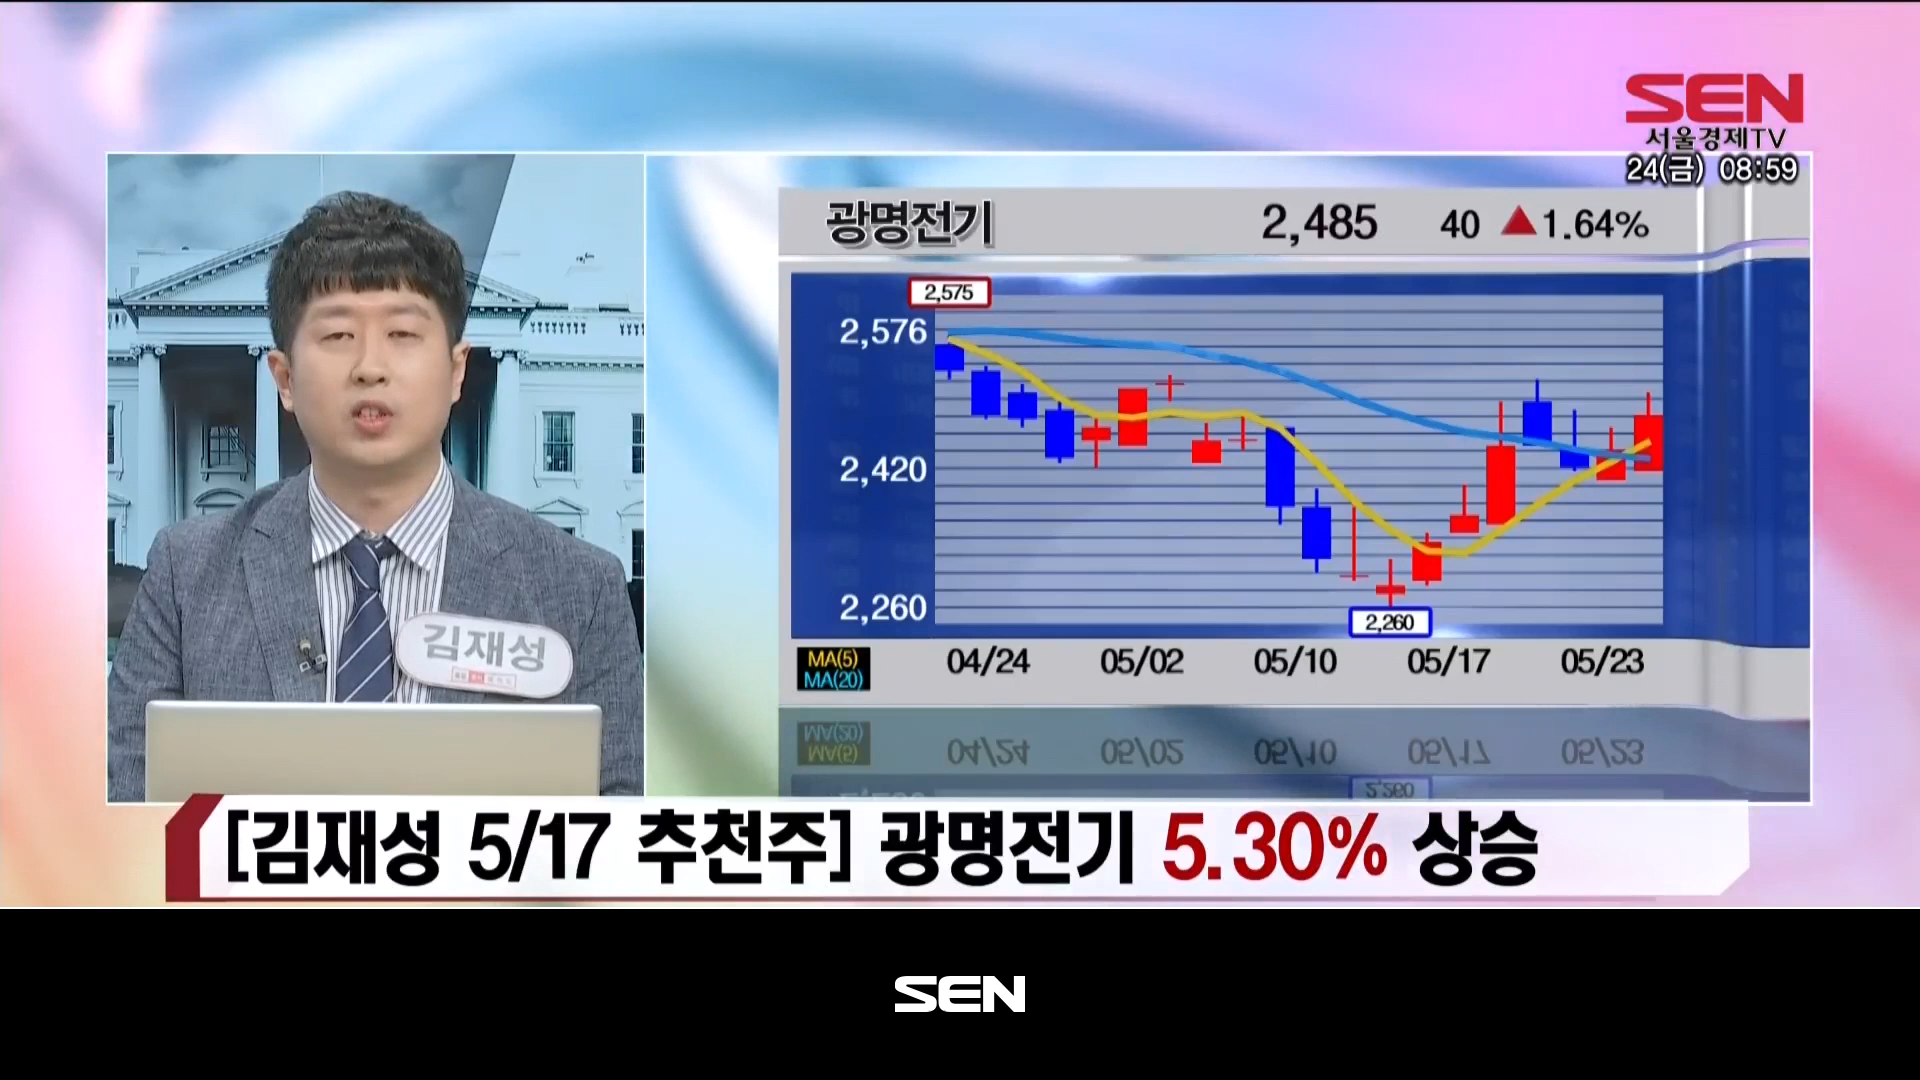 SEN
서울경제TV
24(금) 08:59
광명전기 2,485 40 ▲1.64%
2,575
2,576
2,420
2,260
2,260
MA(5)
MA(20)
04/24 05/02 05/10 05/17 05/23
김재성
[김재성 5/17 추천주] 광명전기 5.30% 상승
SEN